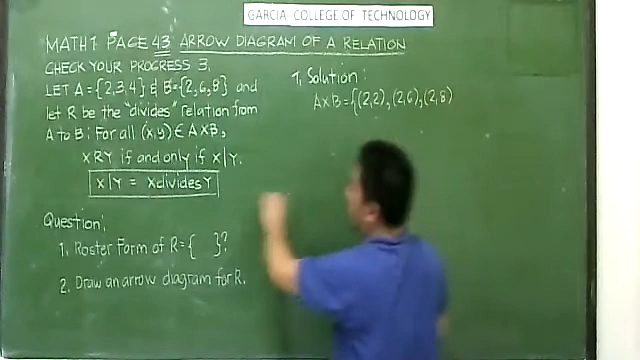 GARCIA COLLEGE OF TECHNOLOGY
MATH 1 PAGE 43 ARROW DIAGRAM OF A RELATION
CHECK YOUR PROGRESS 3.
LET A={2,3,4} & B={2,6,8} and
let R be the "divides" relation from
A to B: For all (x,y) ∈ AXB,
xRY if and only if x|Y.
x|Y = x divides Y
Question:
1. Roster Form of R={ }?
2. Draw an arrow diagram for R.
1. Solution:
AXB={(2,2),(2,6),(2,8)